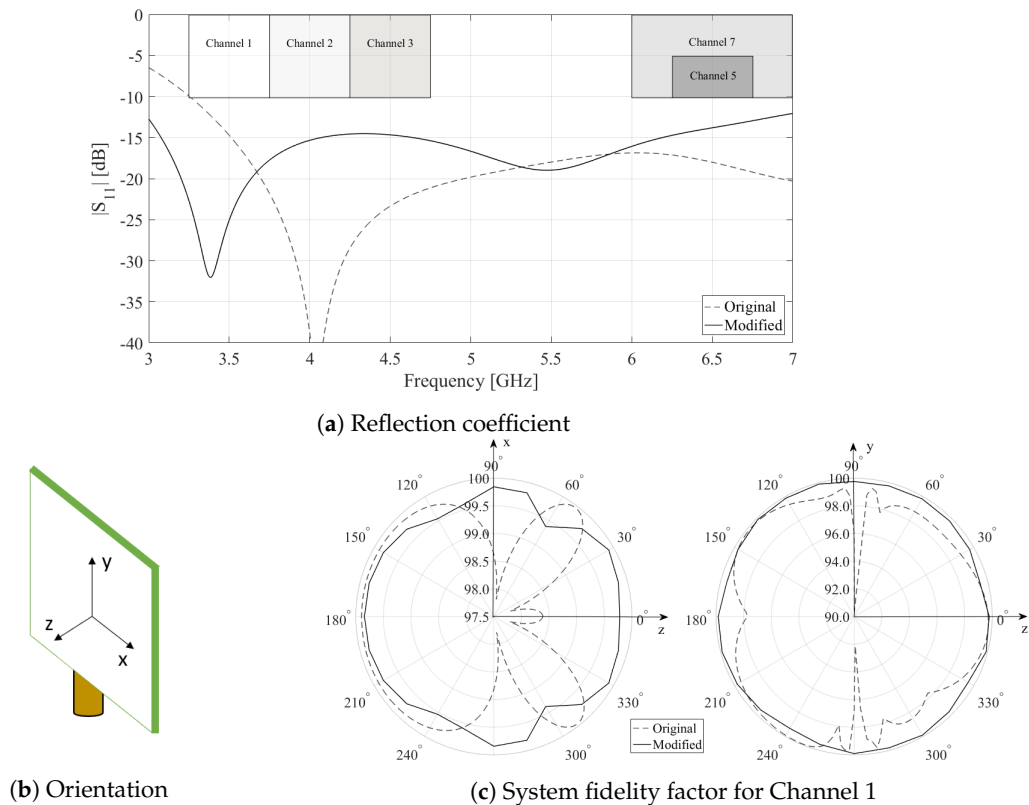 0
-5
-10
-15
-20
-25
-30
-35
-40
|S11| [dB]
Channel 1
Channel 2
Channel 3
Channel 7
Channel 5
Original
Modified
3
3.5
4
4.5
5
5.5
6
6.5
7
Frequency [GHz]
(a) Reflection coefficient
y
z
x
(b) Orientation
x
90°
120°
60°
150°
30°
180°
0°
z
210°
330°
240°
300°
100
99.5
99.0
98.5
98.0
97.5
Original
Modified
y
90°
120°
60°
150°
30°
180°
0°
z
210°
330°
240°
300°
100
98.0
96.0
94.0
92.0
90.0
(c) System fidelity factor for Channel 1